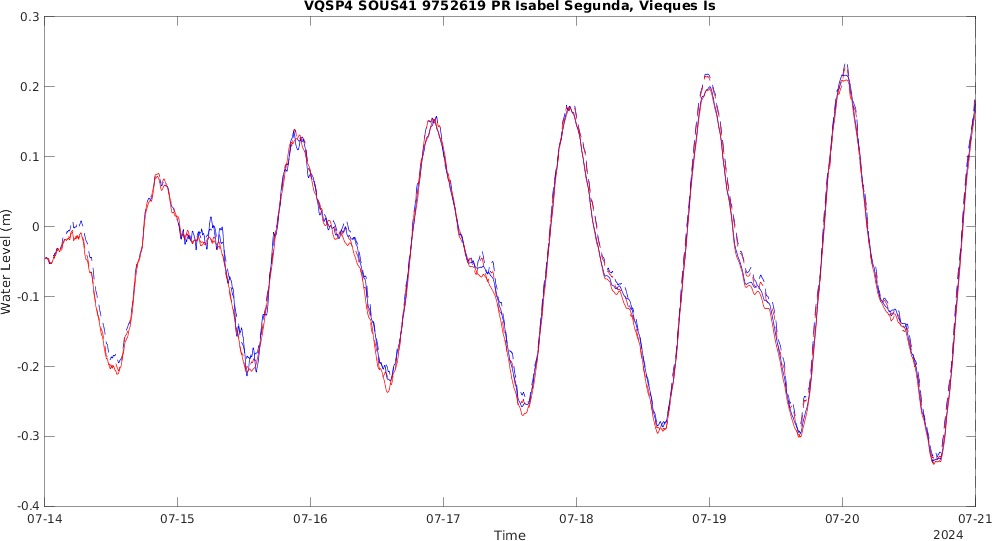 VQSP4 SOUS41 9752619 PR Isabel Segunda, Vieques Is
0.3
0.2
0.1
0
-0.1
-0.2
-0.3
-0.4
Water Level (m)
07-14 07-15 07-16 07-17 07-18 07-19 07-20 07-21
Time
2024